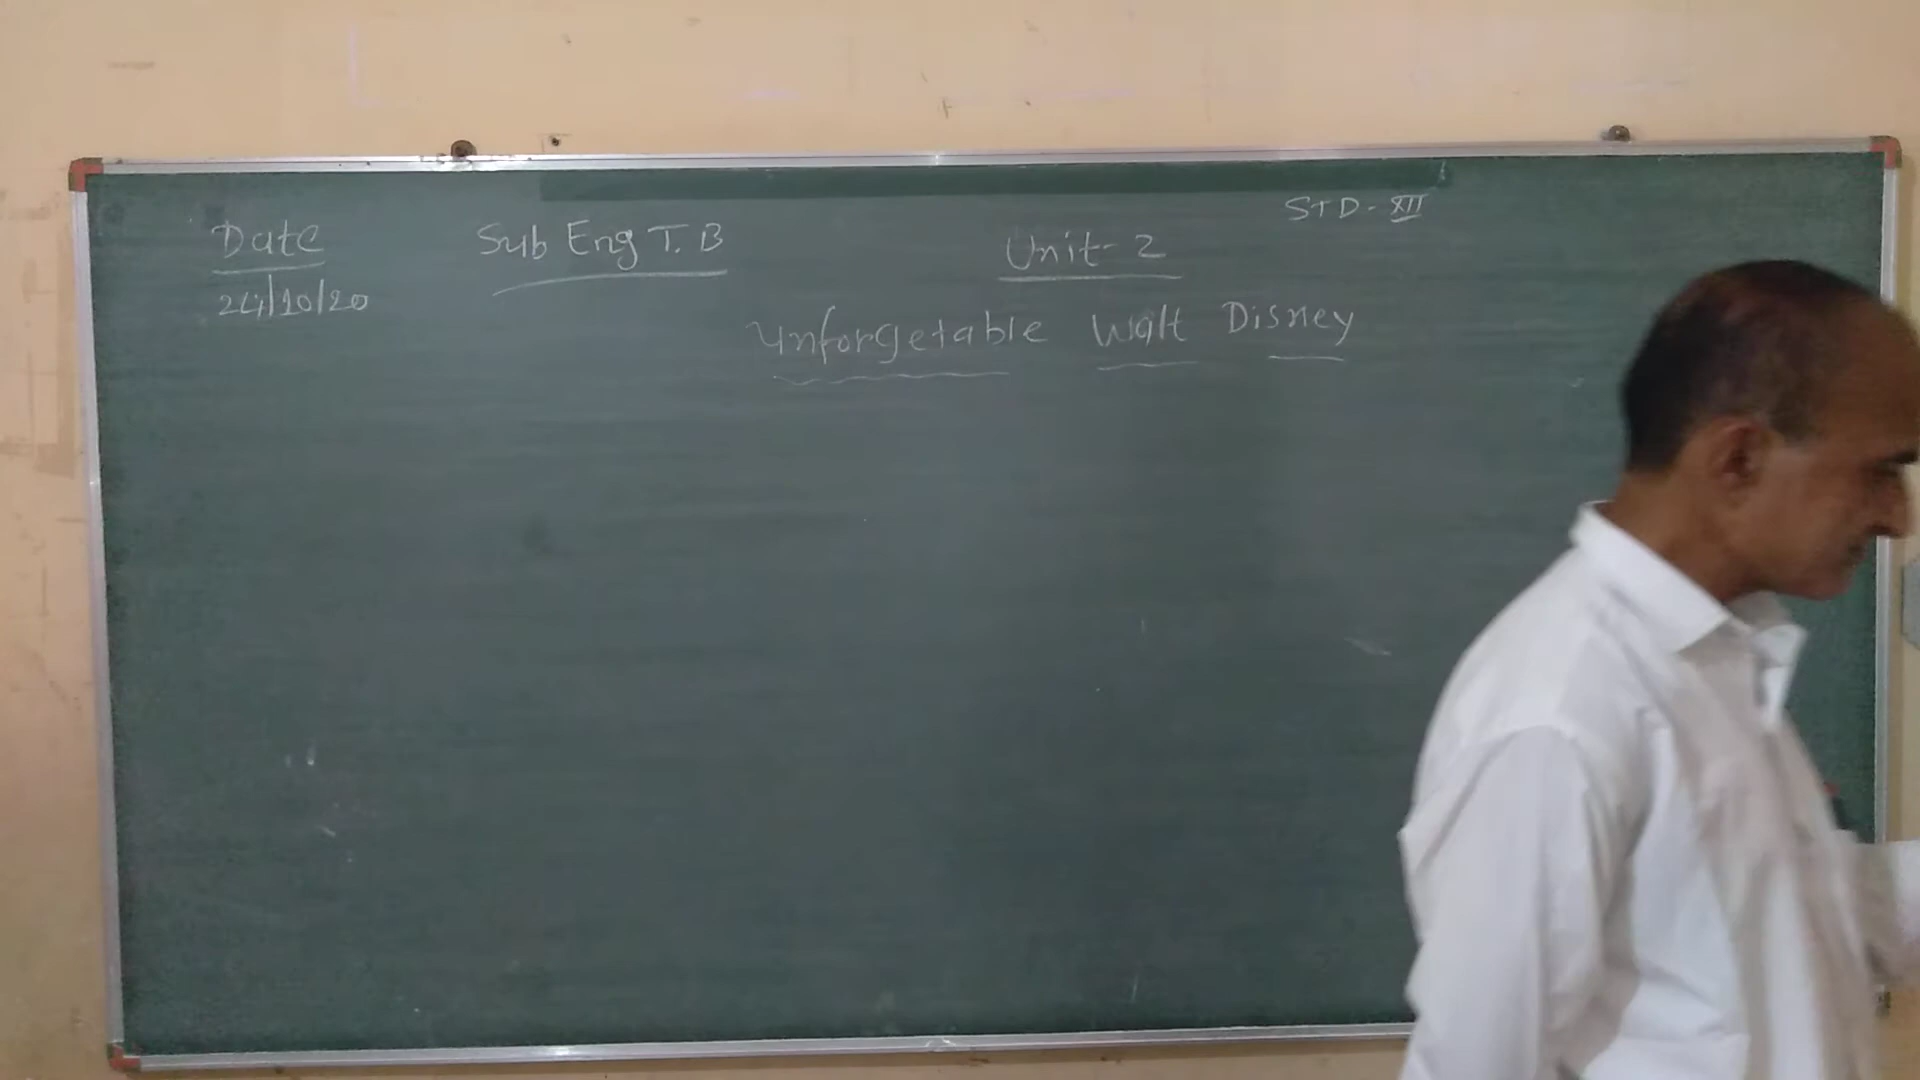 STD - XII
Date Sub Eng T.B Unit- 2
24/10/20
Unforgetable Walt Disney